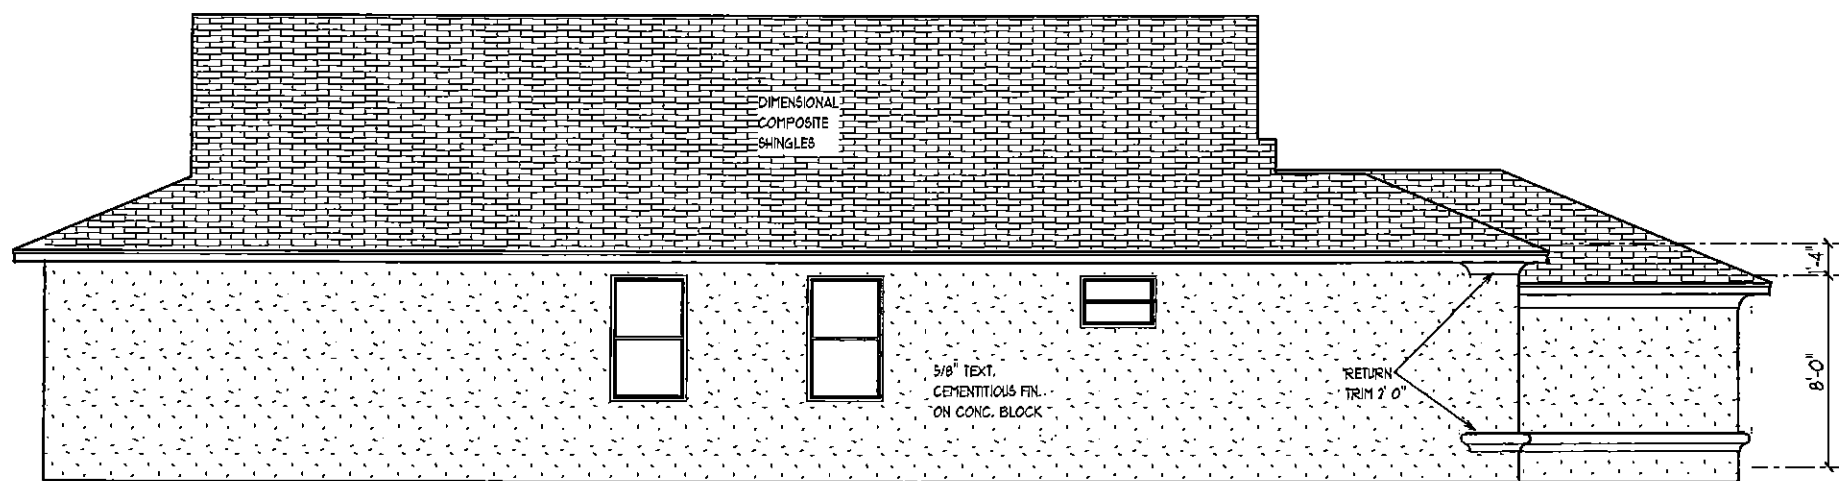 DIMENSIONAL
COMPOSITE
SHINGLES
1'-4"
5/8" TEXT.
CEMENTITIOUS FIN.
ON CONC. BLOCK
RETURN
TRIM 2' 0"
8'-0"